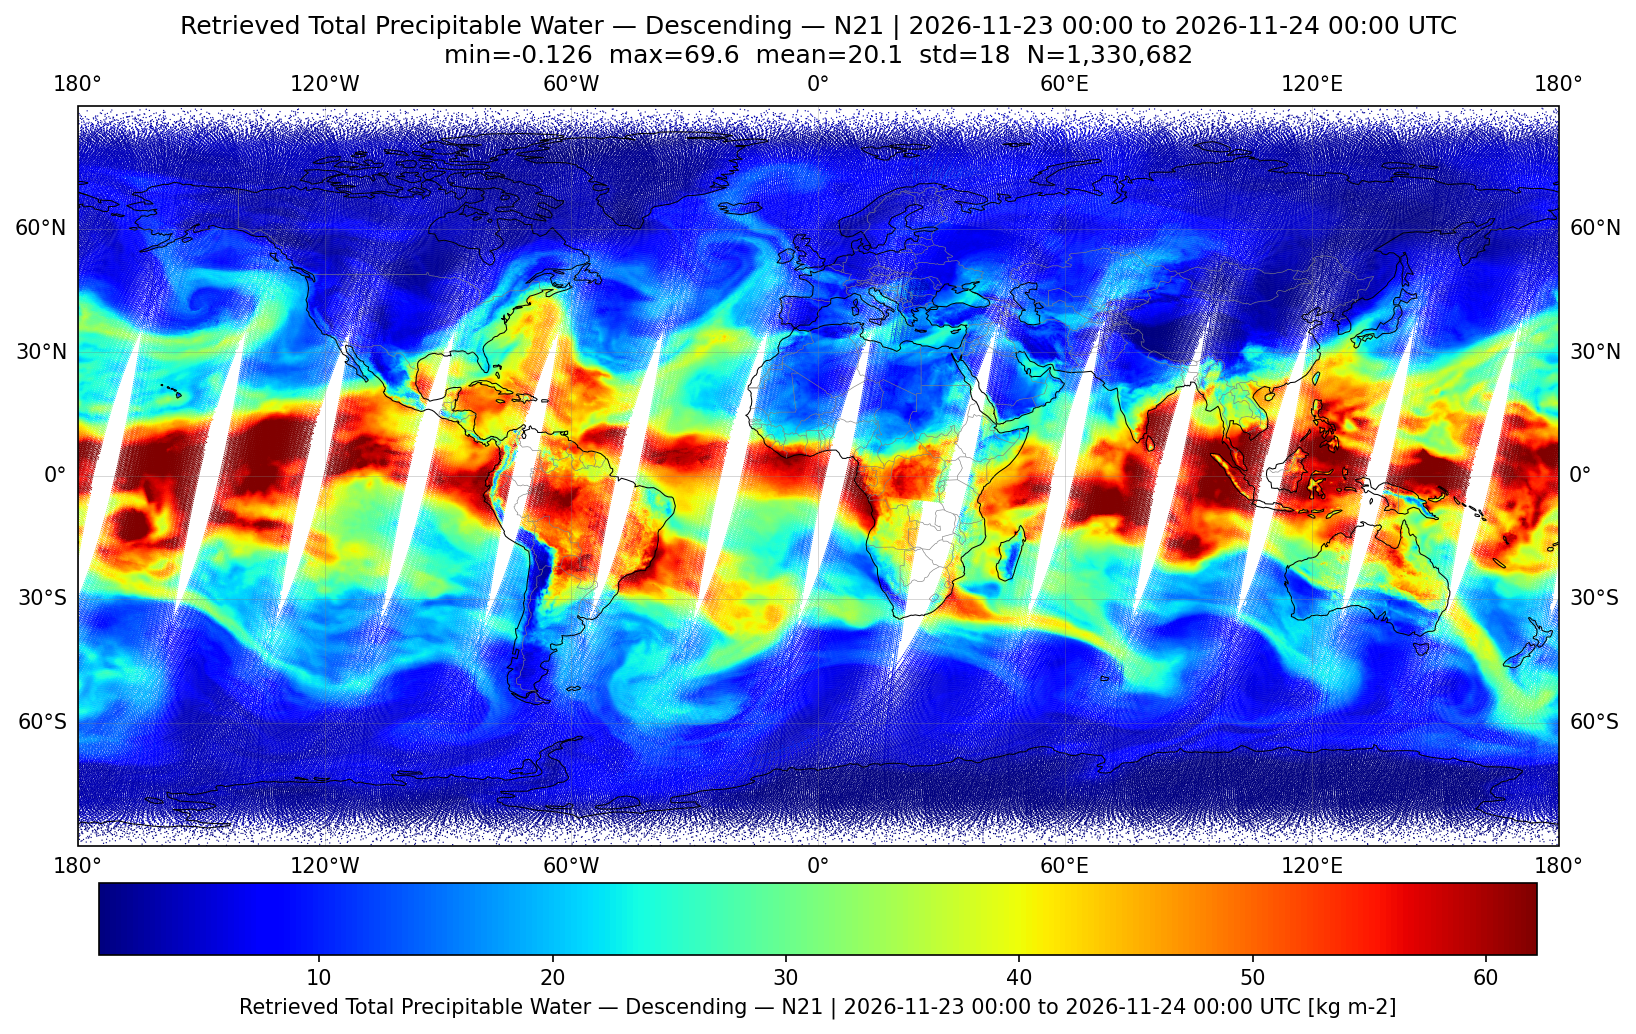 Retrieved Total Precipitable Water — Descending — N21 | 2026-11-23 00:00 to 2026-11-24 00:00 UTC
min=-0.126  max=69.6  mean=20.1  std=18  N=1,330,682
180° 120°W 60°W 0° 60°E 120°E 180°
60°N 60°N
30°N 30°N
0° 0°
30°S 30°S
60°S 60°S
180° 120°W 60°W 0° 60°E 120°E 180°
10 20 30 40 50 60
Retrieved Total Precipitable Water — Descending — N21 | 2026-11-23 00:00 to 2026-11-24 00:00 UTC [kg m-2]